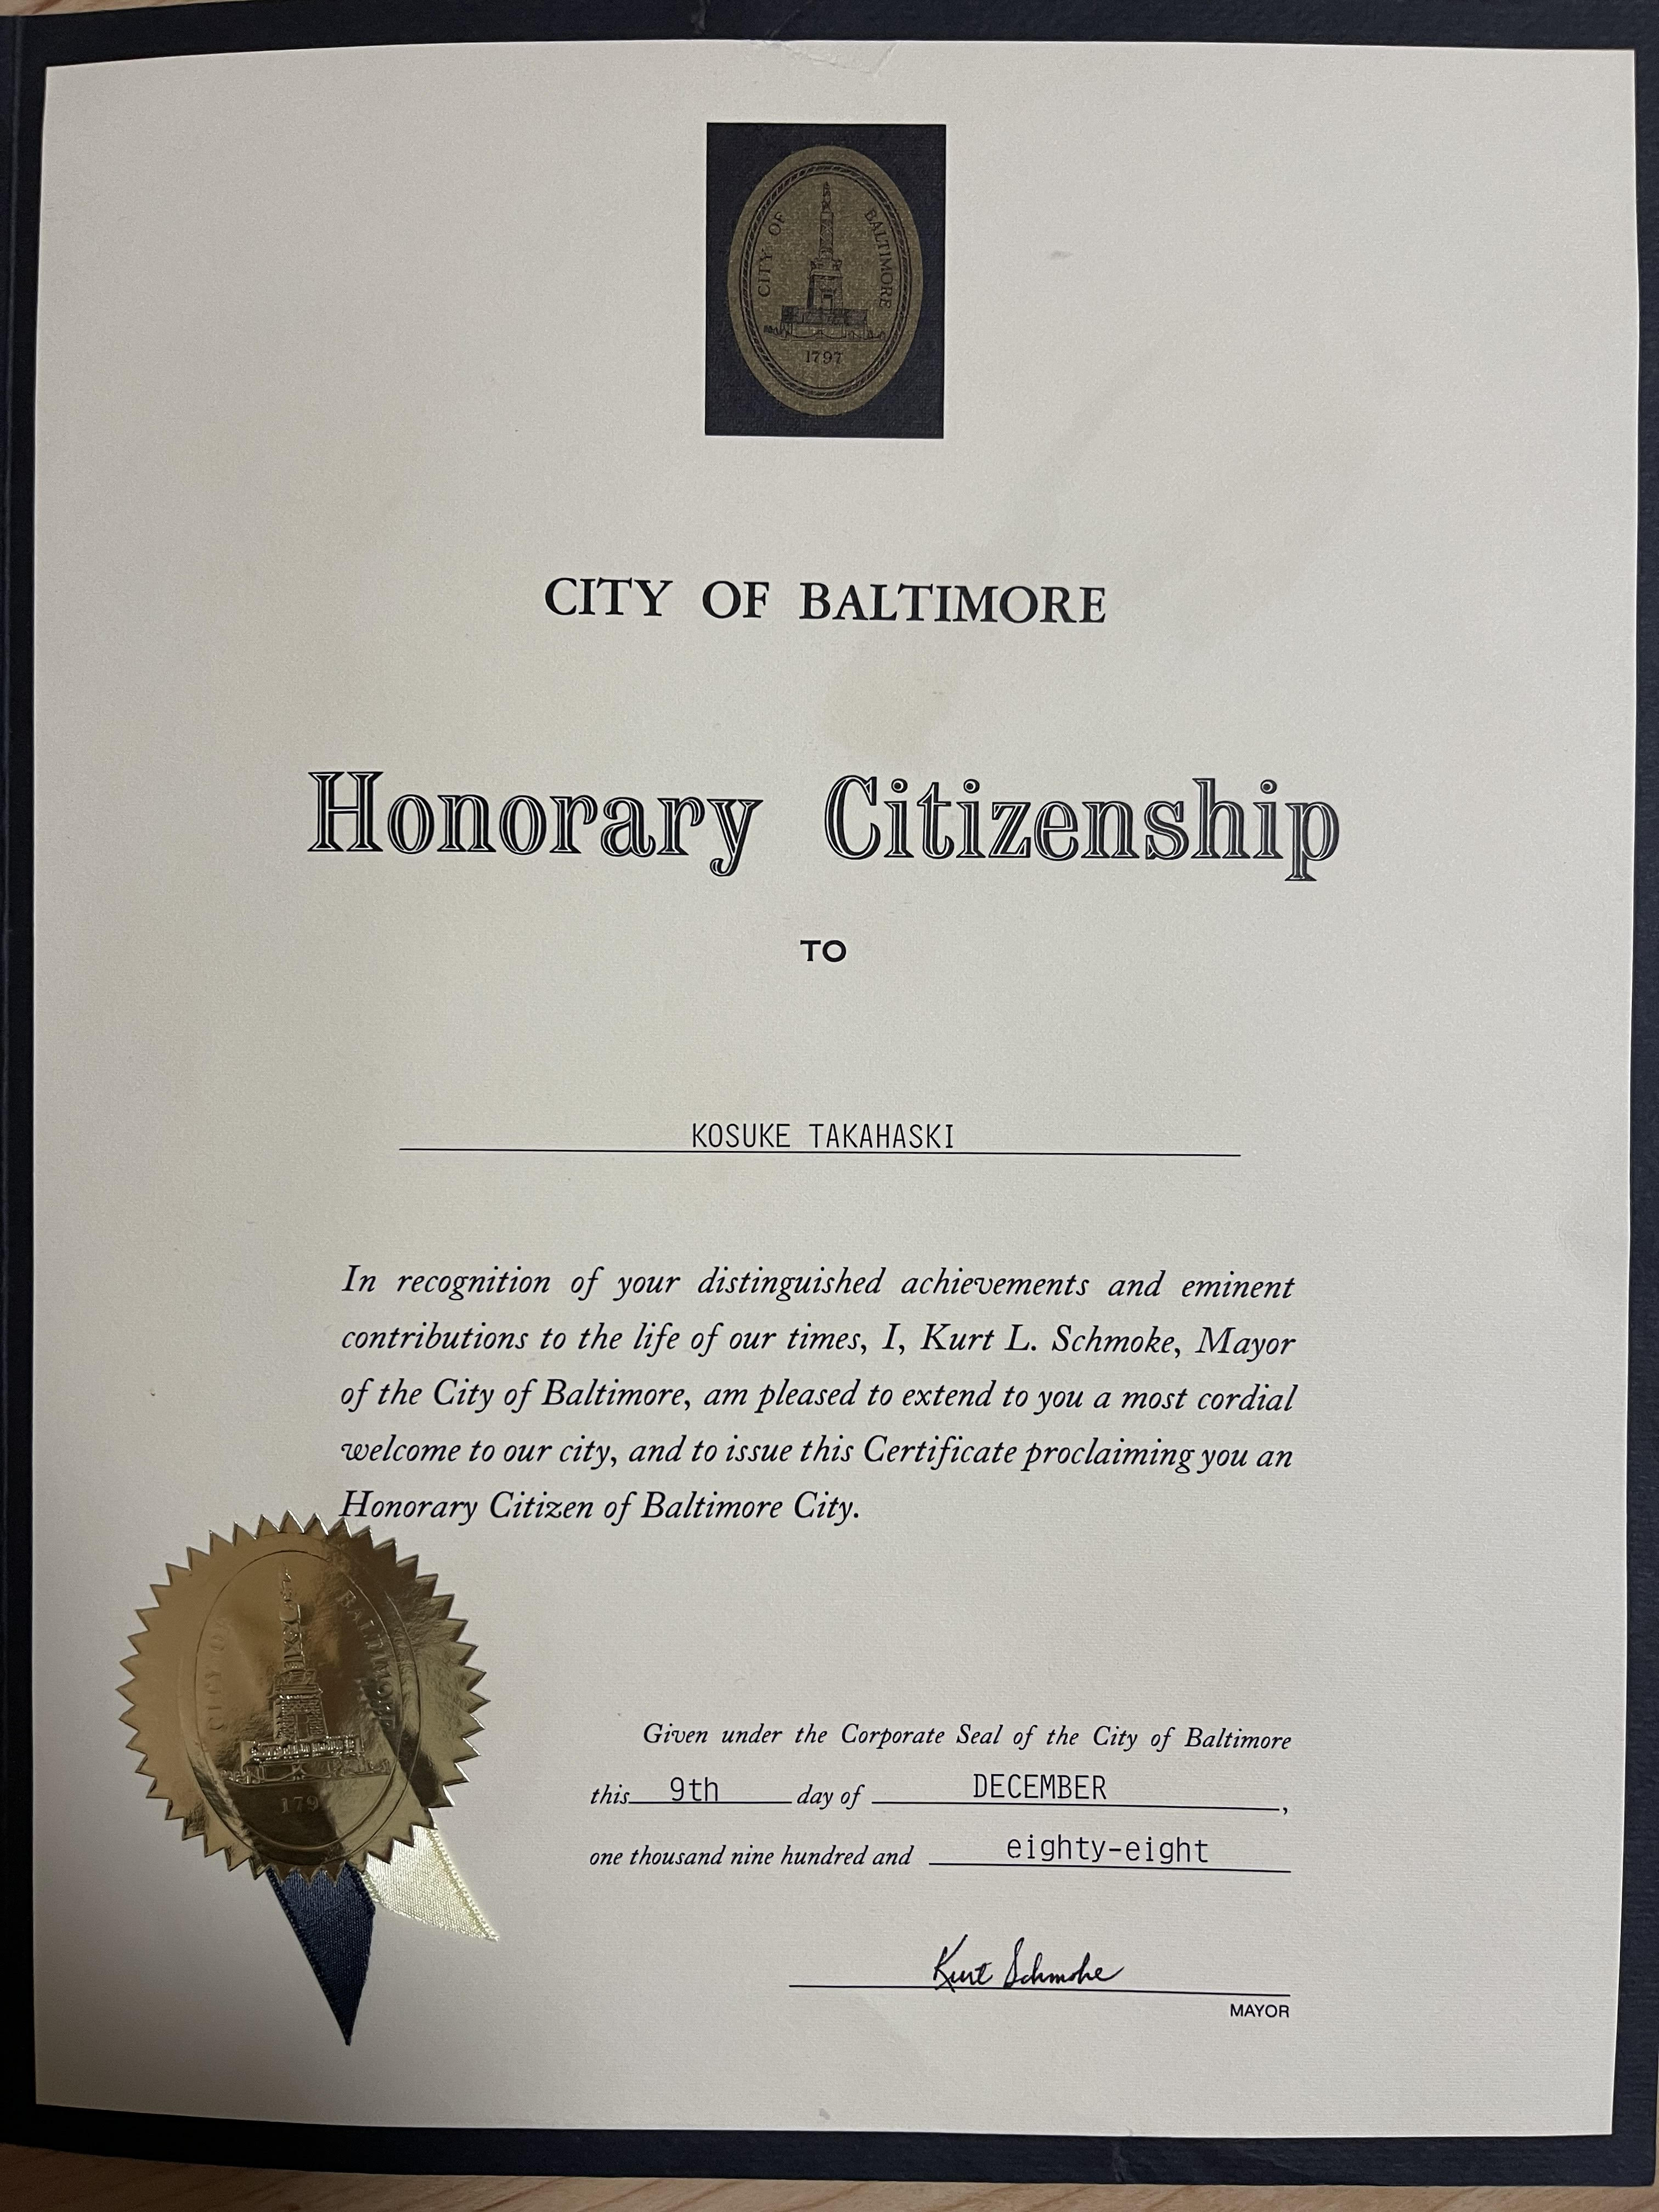 CITY OF BALTIMORE
1797
CITY OF BALTIMORE
Honorary Citizenship
TO
KOSUKE TAKAHASKI
In recognition of your distinguished achievements and eminent
contributions to the life of our times, I, Kurt L. Schmoke, Mayor
of the City of Baltimore, am pleased to extend to you a most cordial
welcome to our city, and to issue this Certificate proclaiming you an
Honorary Citizen of Baltimore City.
CITY OF BALTIMORE
179
Given under the Corporate Seal of the City of Baltimore
this 9th day of DECEMBER,
one thousand nine hundred and eighty-eight
Kurt Schmoke
MAYOR